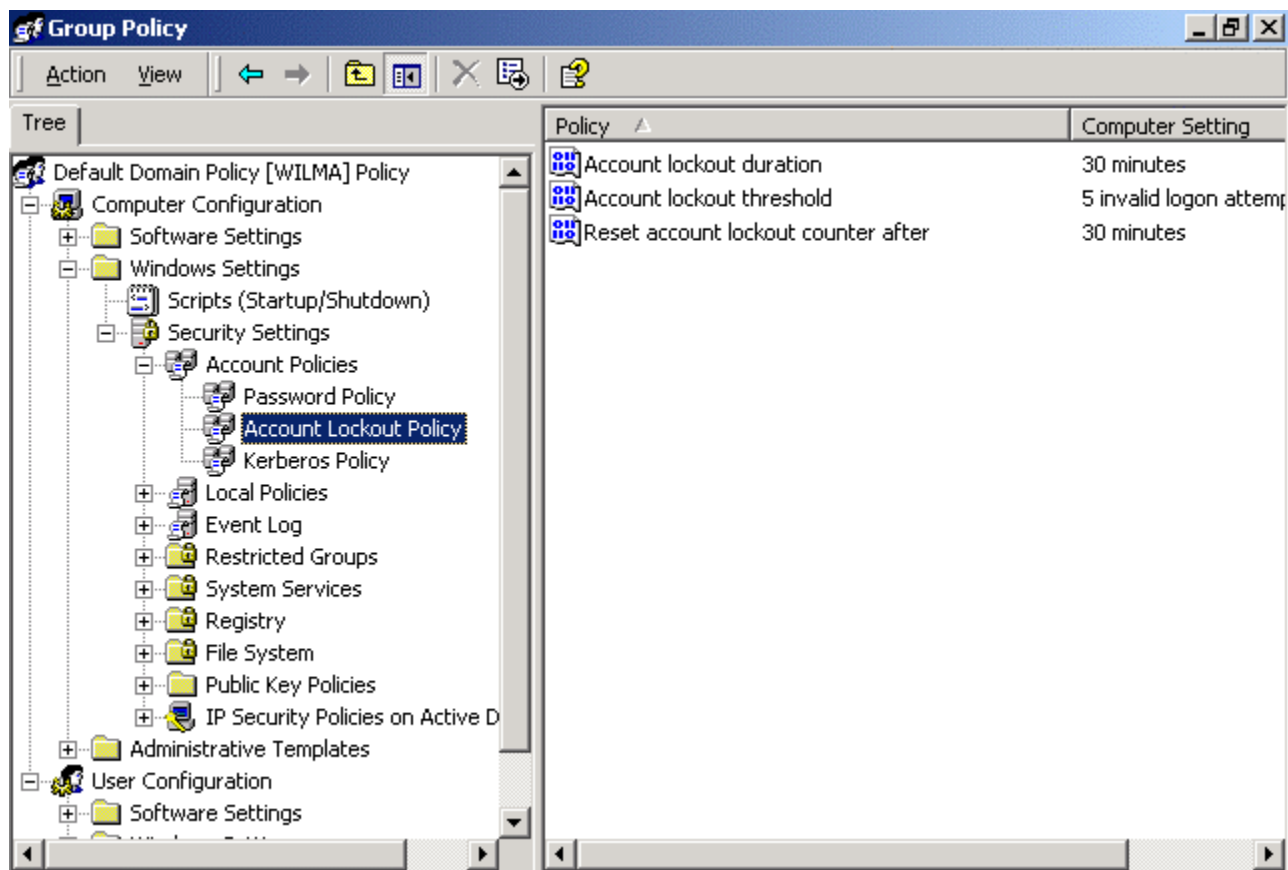 Group Policy
Action View
Tree
Default Domain Policy [WILMA] Policy
Computer Configuration
Software Settings
Windows Settings
Scripts (Startup/Shutdown)
Security Settings
Account Policies
Password Policy
Account Lockout Policy
Kerberos Policy
Local Policies
Event Log
Restricted Groups
System Services
Registry
File System
Public Key Policies
IP Security Policies on Active D
Administrative Templates
User Configuration
Software Settings
Policy Computer Setting
Account lockout duration 30 minutes
Account lockout threshold 5 invalid logon attemp
Reset account lockout counter after 30 minutes